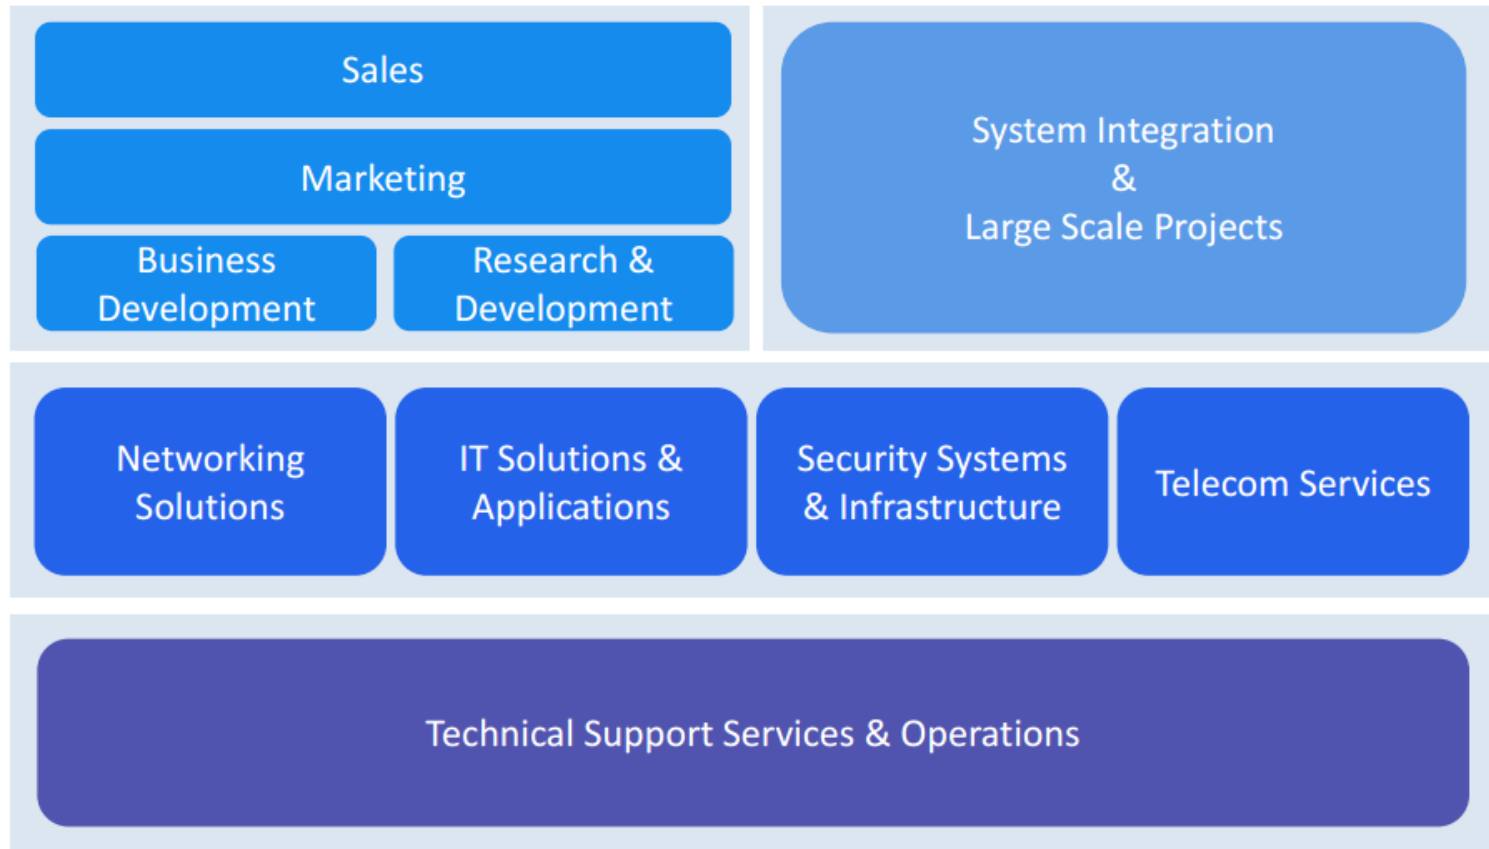 Sales
Marketing
Business
Development
Research &
Development
System Integration
&
Large Scale Projects
Networking
Solutions
IT Solutions &
Applications
Security Systems
& Infrastructure
Telecom Services
Technical Support Services & Operations